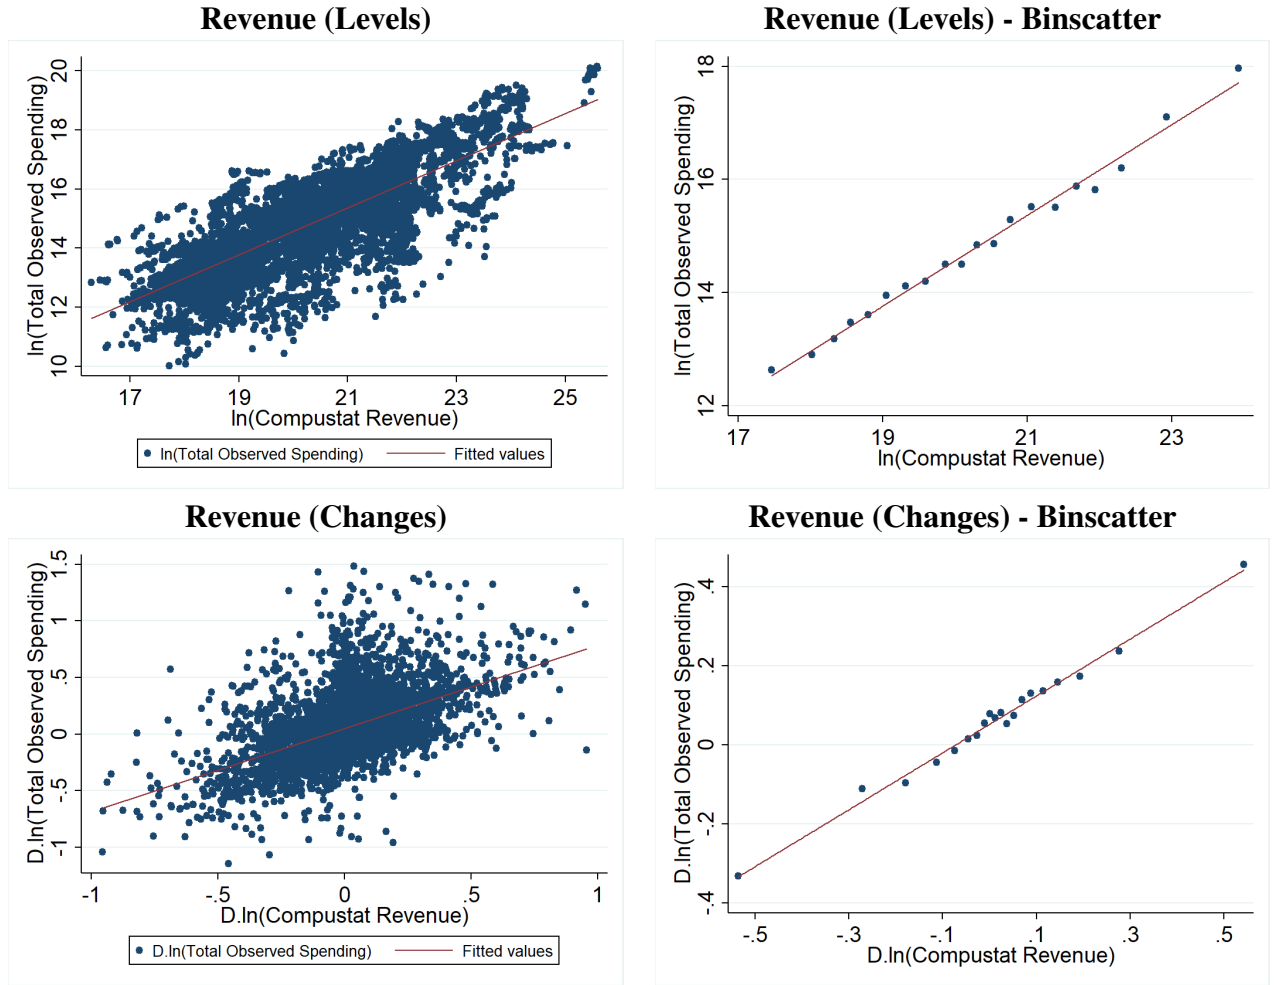 Revenue (Levels)
ln(Total Observed Spending)
20
18
16
14
12
10
17 19 21 23 25
ln(Compustat Revenue)
ln(Total Observed Spending) Fitted values
Revenue (Levels) - Binscatter
ln(Total Observed Spending)
18
16
14
12
17 19 21 23
ln(Compustat Revenue)
Revenue (Changes)
D.ln(Total Observed Spending)
1.5
1
.5
0
-.5
-1
-1 -.5 0 .5 1
D.ln(Compustat Revenue)
D.ln(Total Observed Spending) Fitted values
Revenue (Changes) - Binscatter
D.ln(Total Observed Spending)
.4
.2
0
-.2
-.4
-.5 -.3 -.1 .1 .3 .5
D.ln(Compustat Revenue)